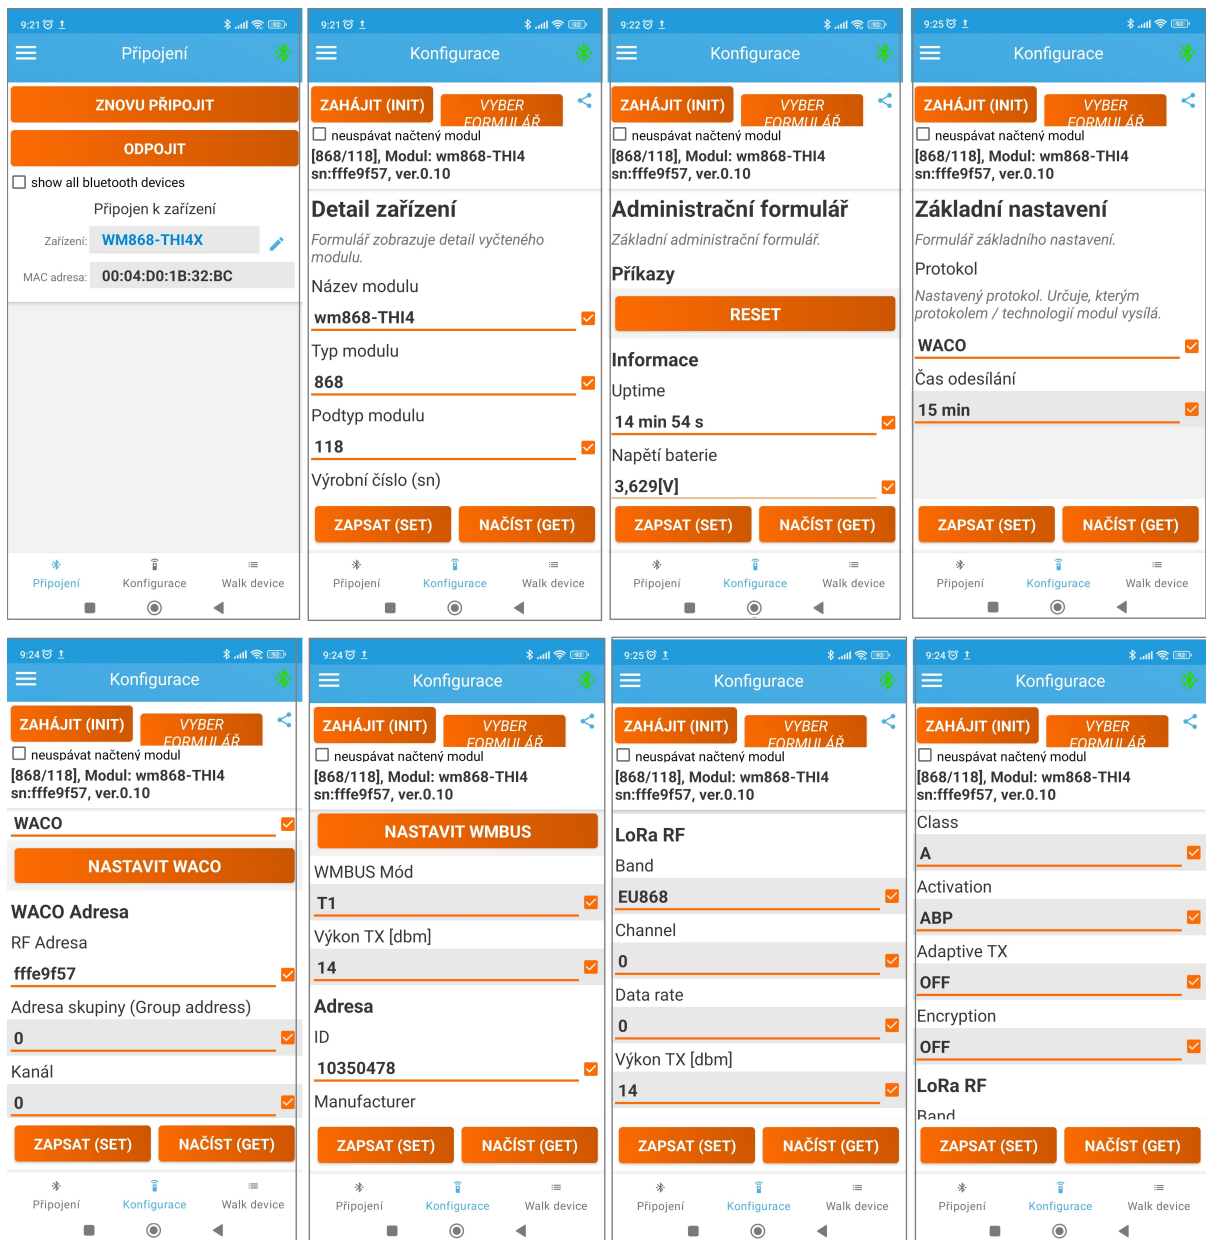 9:21
92
Připojení
ZNOVU PŘIPOJIT
ODPOJIT
show all bluetooth devices
Připojen k zařízení
Zařízení: WM868-THI4X
MAC adresa: 00:04:D0:1B:32:BC
Připojení Konfigurace Walk device
9:21
92
Konfigurace
ZAHÁJIT (INIT) VYBER
FORMULÁŘ
neuspávat načtený modul
[868/118], Modul: wm868-THI4
sn:fffe9f57, ver.0.10
Detail zařízení
Formulář zobrazuje detail vyčteného
modulu.
Název modulu
wm868-THI4
Typ modulu
868
Podtyp modulu
118
Výrobní číslo (sn)
ZAPSAT (SET) NAČÍST (GET)
Připojení Konfigurace Walk device
9:22
92
Konfigurace
ZAHÁJIT (INIT) VYBER
FORMULÁŘ
neuspávat načtený modul
[868/118], Modul: wm868-THI4
sn:fffe9f57, ver.0.10
Administrační formulář
Základní administrační formulář.
Příkazy
RESET
Informace
Uptime
14 min 54 s
Napětí baterie
3,629[V]
ZAPSAT (SET) NAČÍST (GET)
Připojení Konfigurace Walk device
9:25
92
Konfigurace
ZAHÁJIT (INIT) VYBER
FORMULÁŘ
neuspávat načtený modul
[868/118], Modul: wm868-THI4
sn:fffe9f57, ver.0.10
Základní nastavení
Formulář základního nastavení.
Protokol
Nastavený protokol. Určuje, kterým
protokolem / technologií modul vysílá.
WACO
Čas odesílání
15 min
ZAPSAT (SET) NAČÍST (GET)
Připojení Konfigurace Walk device
9:24
92
Konfigurace
ZAHÁJIT (INIT) VYBER
FORMULÁŘ
neuspávat načtený modul
[868/118], Modul: wm868-THI4
sn:fffe9f57, ver.0.10
WACO
NASTAVIT WACO
WACO Adresa
RF Adresa
fffe9f57
Adresa skupiny (Group address)
0
Kanál
0
ZAPSAT (SET) NAČÍST (GET)
Připojení Konfigurace Walk device
9:24
92
Konfigurace
ZAHÁJIT (INIT) VYBER
FORMULÁŘ
neuspávat načtený modul
[868/118], Modul: wm868-THI4
sn:fffe9f57, ver.0.10
NASTAVIT WMBUS
WMBUS Mód
T1
Výkon TX [dbm]
14
Adresa
ID
10350478
Manufacturer
ZAPSAT (SET) NAČÍST (GET)
Připojení Konfigurace Walk device
9:25
92
Konfigurace
ZAHÁJIT (INIT) VYBER
FORMULÁŘ
neuspávat načtený modul
[868/118], Modul: wm868-THI4
sn:fffe9f57, ver.0.10
LoRa RF
Band
EU868
Channel
0
Data rate
0
Výkon TX [dbm]
14
ZAPSAT (SET) NAČÍST (GET)
Připojení Konfigurace Walk device
9:24
92
Konfigurace
ZAHÁJIT (INIT) VYBER
FORMULÁŘ
neuspávat načtený modul
[868/118], Modul: wm868-THI4
sn:fffe9f57, ver.0.10
Class
A
Activation
ABP
Adaptive TX
OFF
Encryption
OFF
LoRa RF
Band
ZAPSAT (SET) NAČÍST (GET)
Připojení Konfigurace Walk device